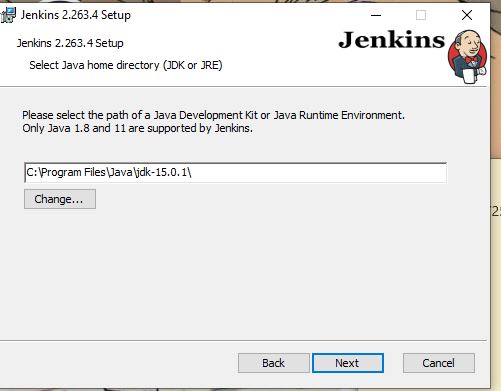 Jenkins 2.263.4 Setup
Jenkins 2.263.4 Setup
Select Java home directory (JDK or JRE)
Jenkins
Please select the path of a Java Development Kit or Java Runtime Environment.
Only Java 1.8 and 11 are supported by Jenkins.
C:\Program Files\Java\jdk-15.0.1\
Change...
Back
Next
Cancel